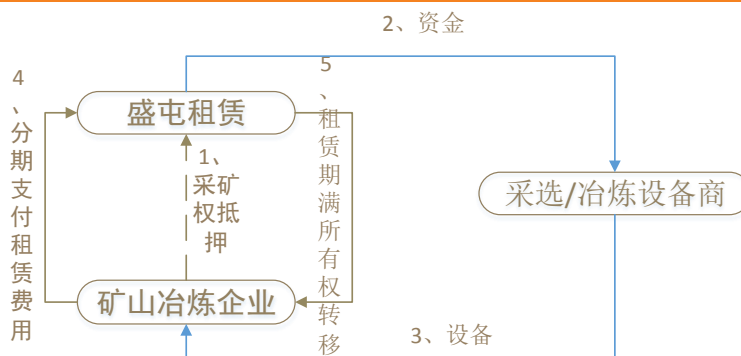 2、资金
4、分期支付租赁费用
盛屯租赁
5、租赁期满所有权转移
1、
采矿
权抵
押
采选/冶炼设备商
矿山冶炼企业
3、设备